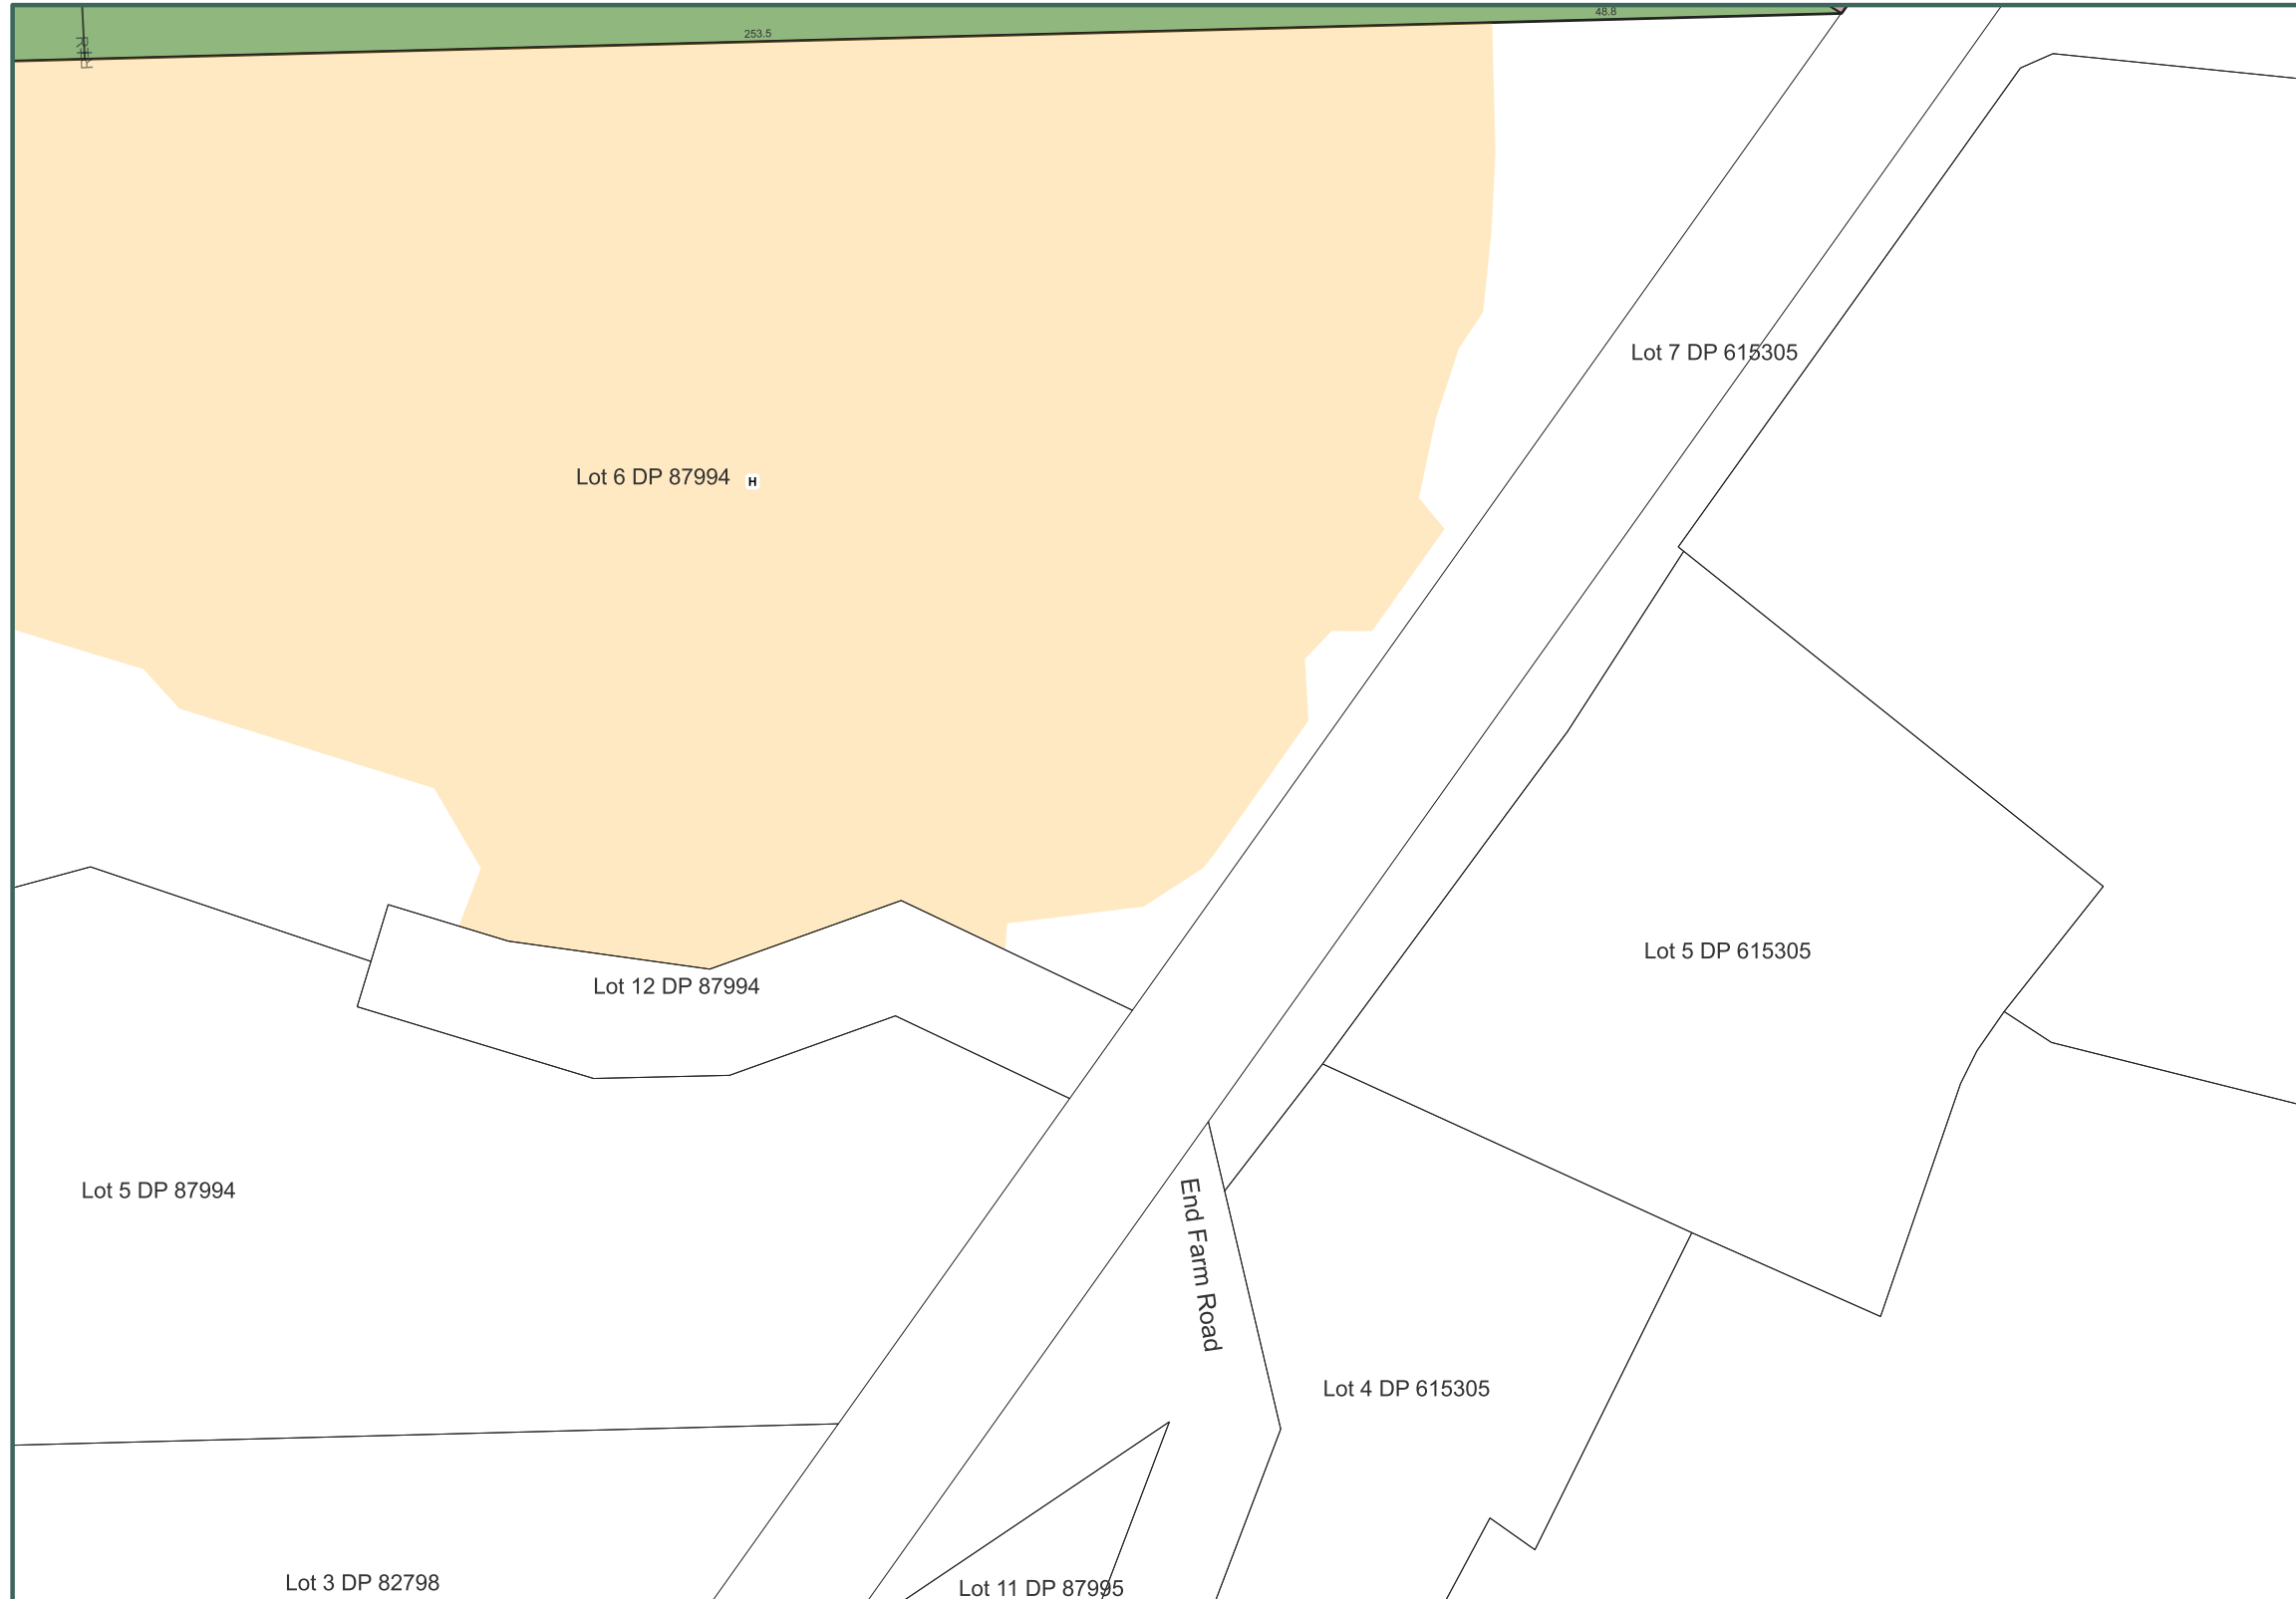 48.8
253.5
Lot 7 DP 615305
Lot 6 DP 87994
H
Lot 5 DP 615305
Lot 12 DP 87994
Lot 5 DP 87994
End Farm Road
Lot 4 DP 615305
Lot 3 DP 82798
Lot 11 DP 87995